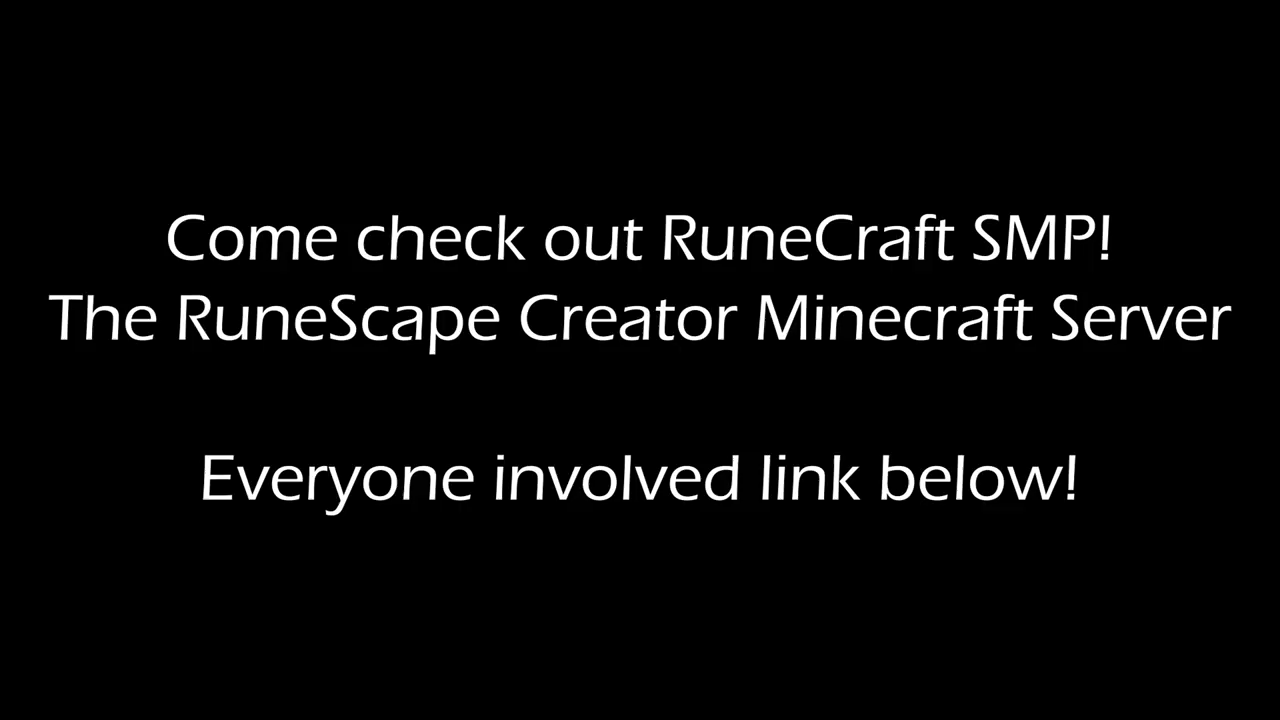 Come check out RuneCraft SMP!
The RuneScape Creator Minecraft Server
Everyone involved link below!